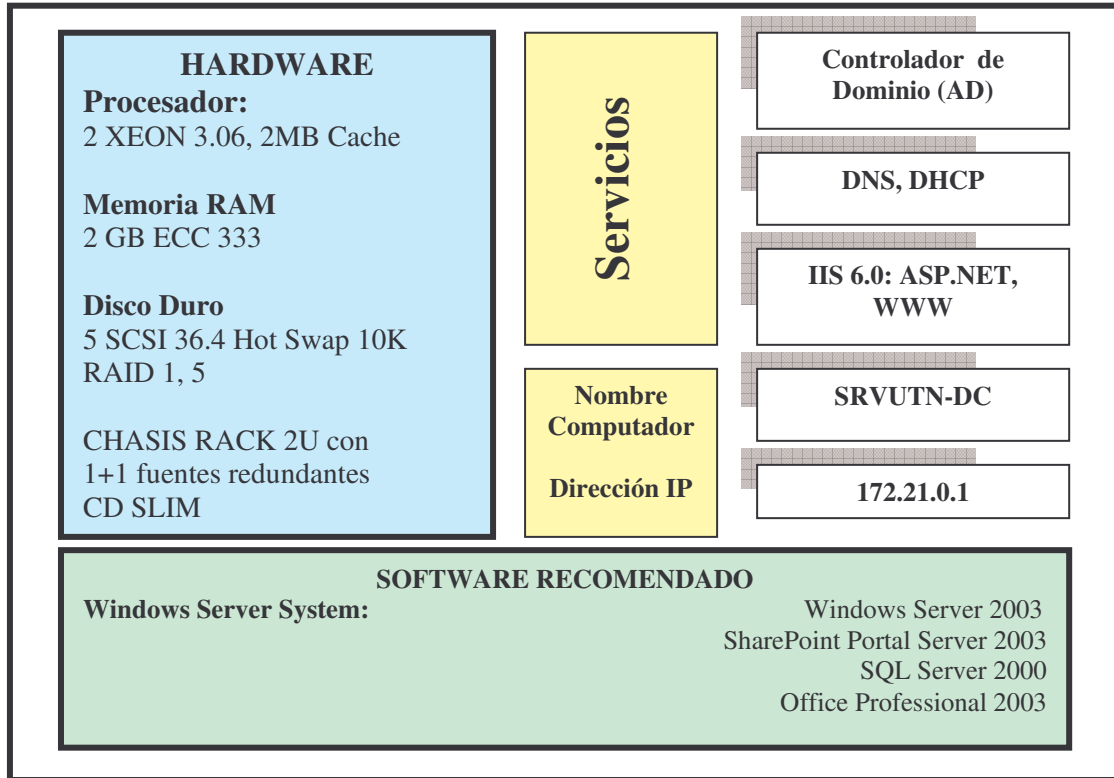 HARDWARE
Procesador:
2 XEON 3.06, 2MB Cache
Memoria RAM
2 GB ECC 333
Disco Duro
5 SCSI 36.4 Hot Swap 10K
RAID 1, 5
CHASIS RACK 2U con
1+1 fuentes redundantes
CD SLIM
Servicios
Controlador de
Dominio (AD)
DNS, DHCP
IIS 6.0: ASP.NET,
WWW
Nombre
Computador
Dirección IP
SRVUTN-DC
172.21.0.1
SOFTWARE RECOMENDADO
Windows Server System: Windows Server 2003
SharePoint Portal Server 2003
SQL Server 2000
Office Professional 2003